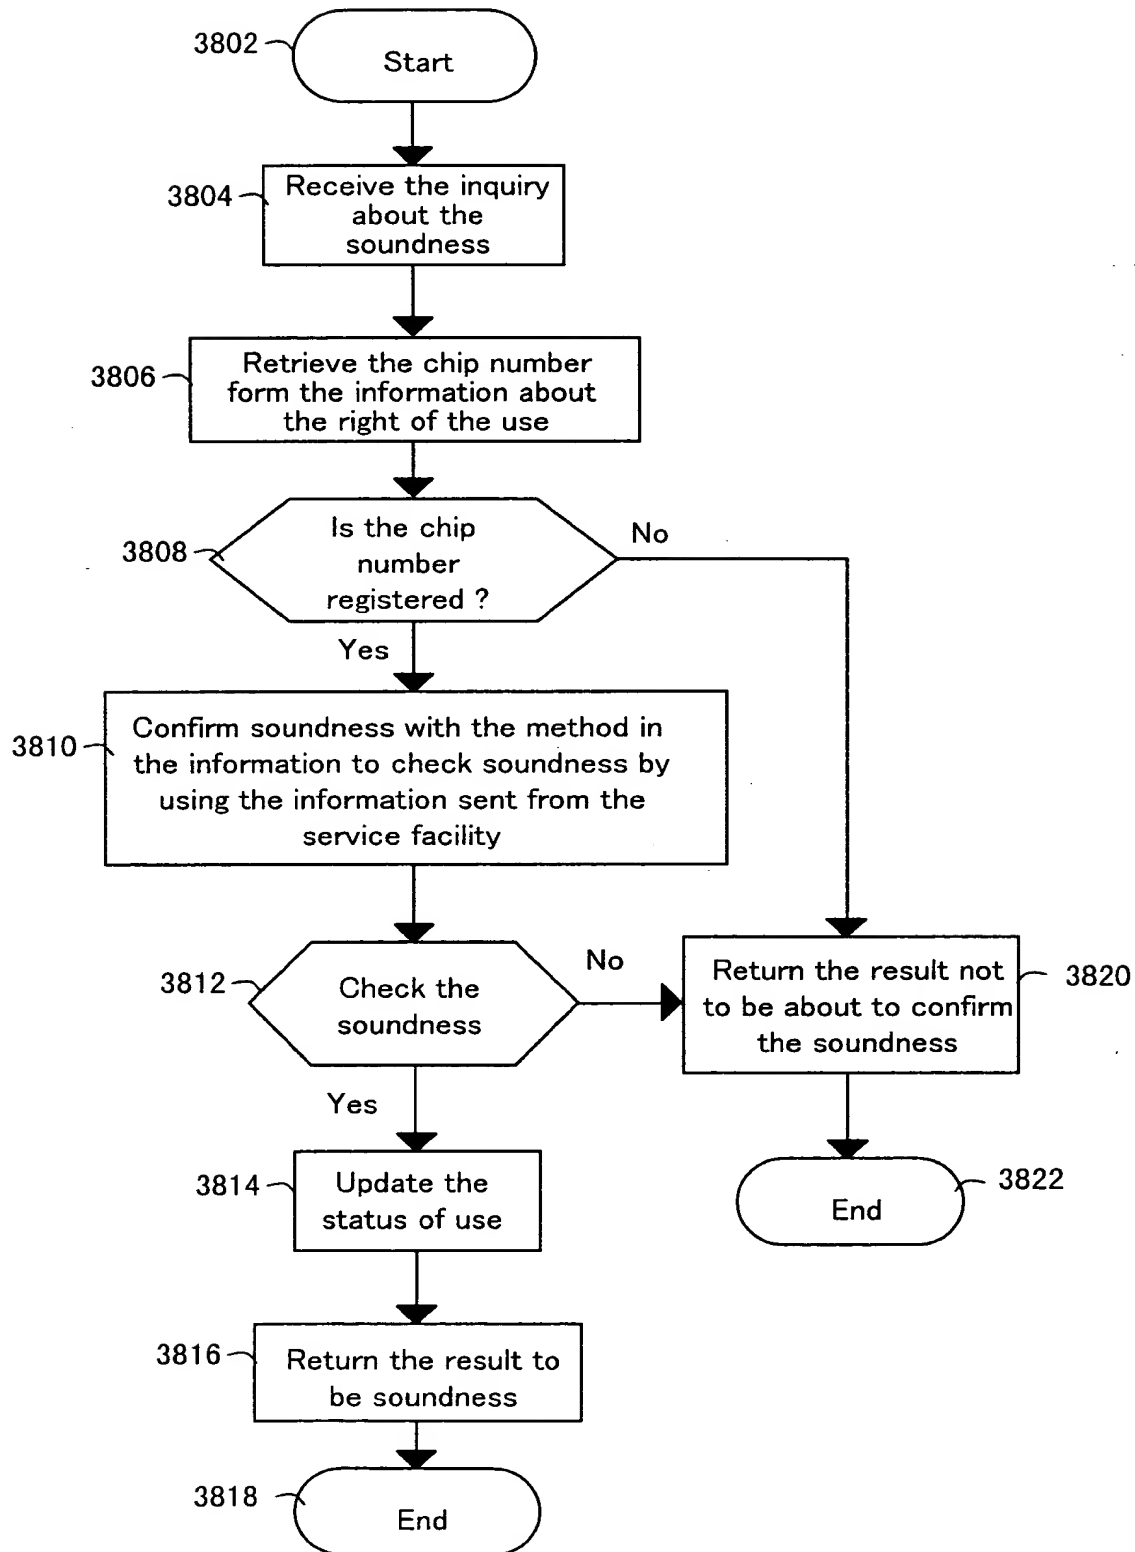 3802
Start
3804
Receive the inquiry
about the
soundness
3806
Retrieve the chip number
form the information about
the right of the use
3808
Is the chip
number
registered ?
No
Yes
3810
Confirm soundness with the method in
the information to check soundness by
using the information sent from the
service facility
3812
Check the
soundness
No
Return the result not
to be about to confirm
the soundness
3820
Yes
3814
Update the
status of use
End
3822
3816
Return the result to
be soundness
3818
End